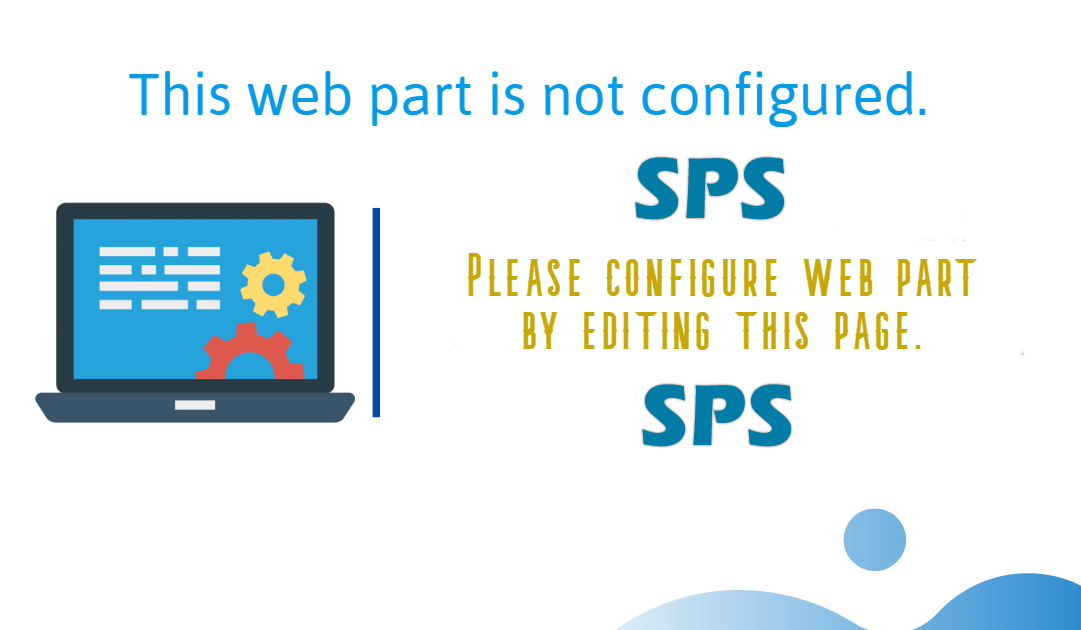 This web part is not configured.
SPS
PLEASE CONFIGURE WEB PART
BY EDITING THIS PAGE.
SPS